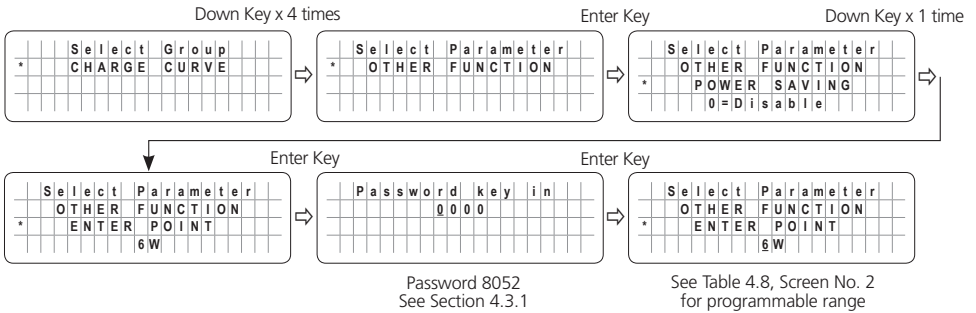 Down Key x 4 times
Enter Key
Down Key x 1 time
Select Group
* CHARGE CURVE
Select Parameter
* OTHER FUNCTION
Select Parameter
OTHER FUNCTION
* POWER SAVING
0=Disable
Enter Key
Enter Key
Select Parameter
OTHER FUNCTION
* ENTER POINT
6W
Password key in
0000
Select Parameter
OTHER FUNCTION
* ENTER POINT
6W
Password 8052
See Section 4.3.1
See Table 4.8, Screen No. 2
for programmable range